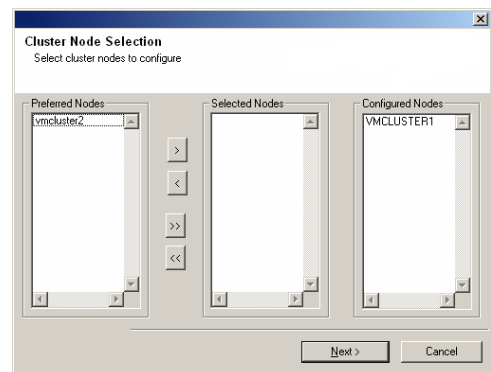 Cluster Node Selection
Select cluster nodes to configure
Preferred Nodes
vmcluster2
>
<
>>
<<
Selected Nodes
Configured Nodes
VMCLUSTER1
Next >
Cancel